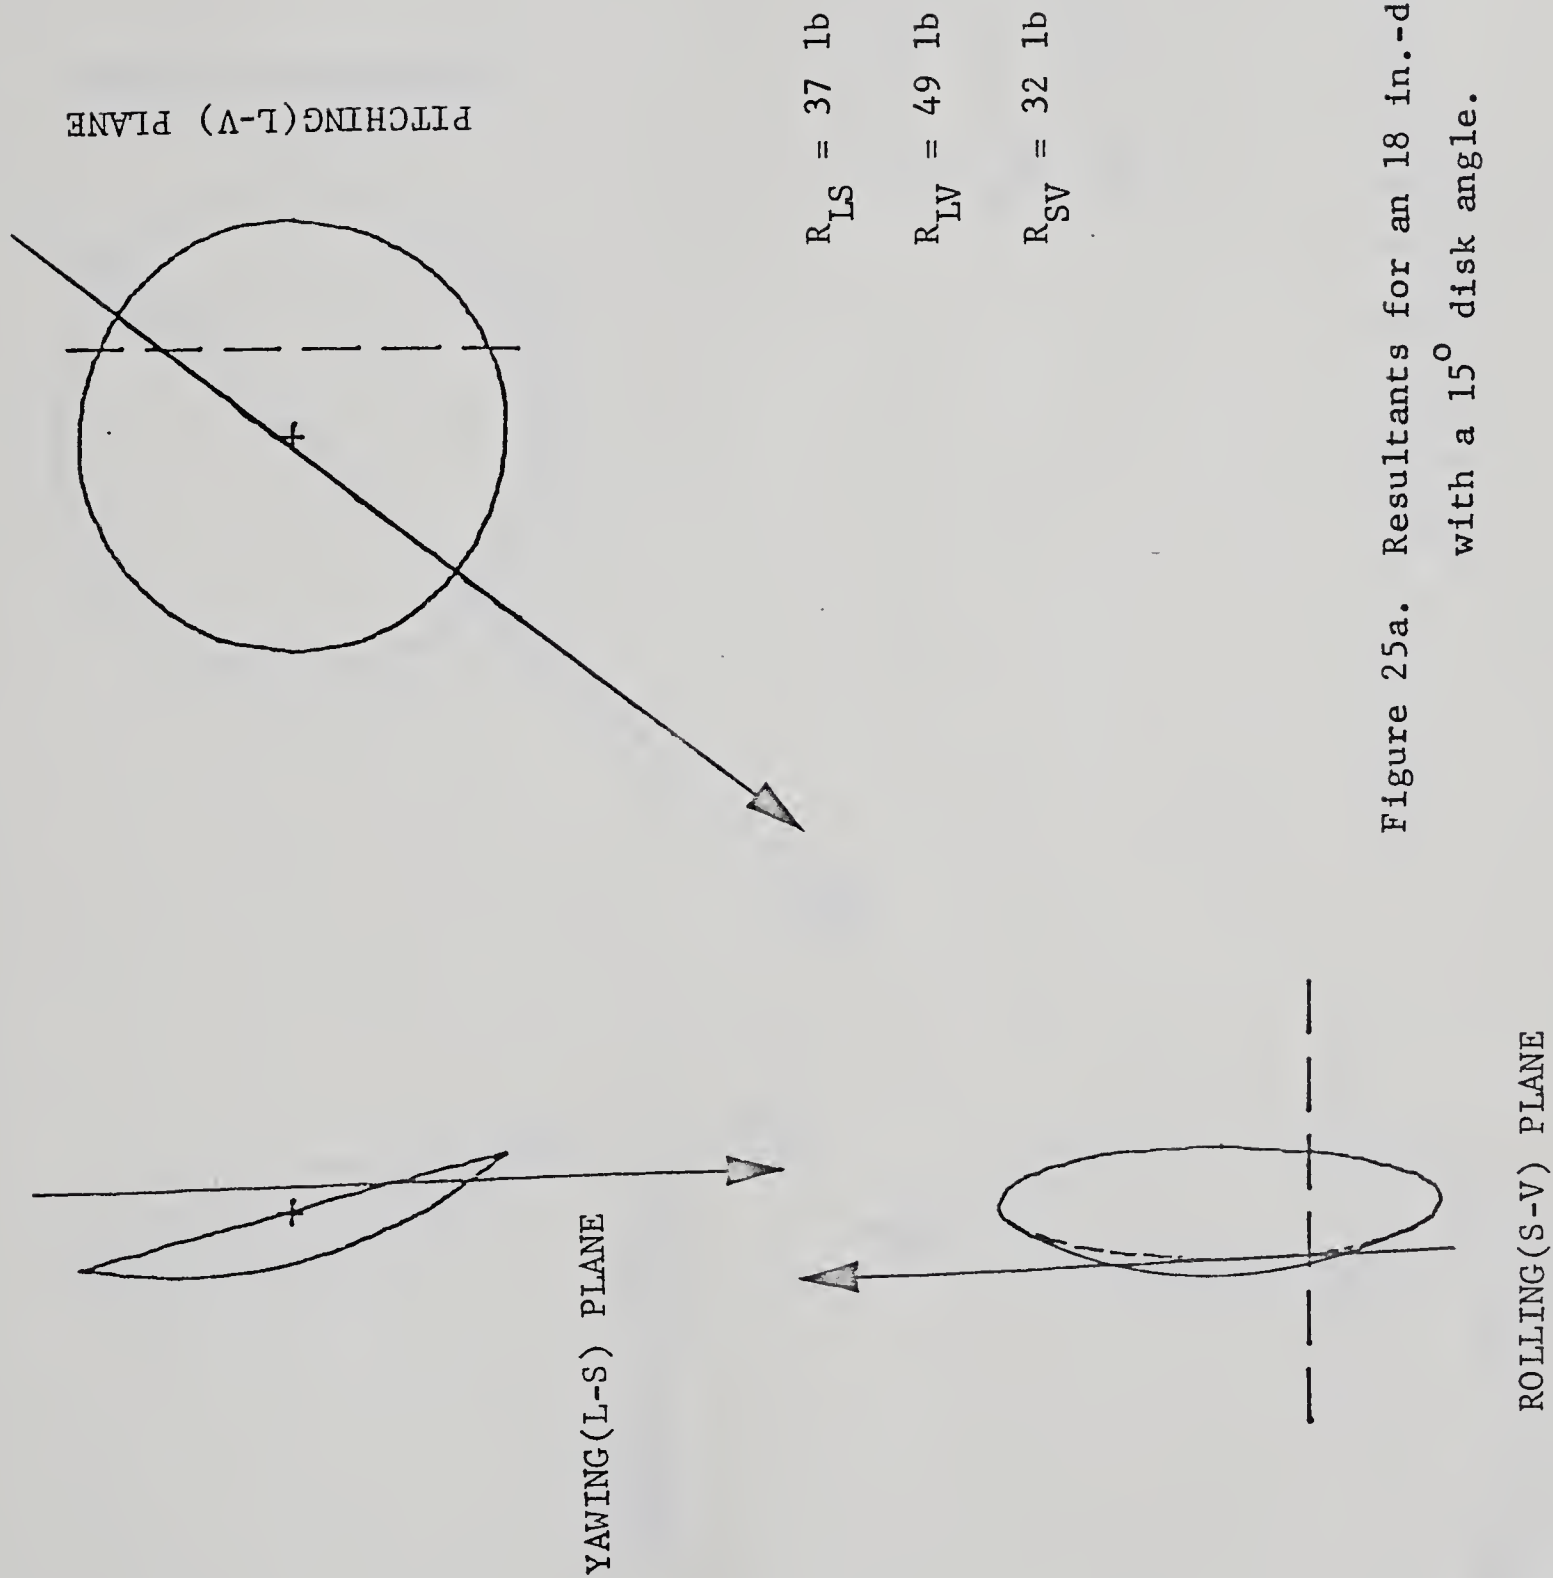 PITCHING(L-V) PLANE
YAWING(L-S) PLANE
ROLLING(S-V) PLANE
R_LS = 37 lb
R_LV = 49 lb
R_SV = 32 lb
Figure 25a. Resultants for an 18 in.-d
with a 15° disk angle.